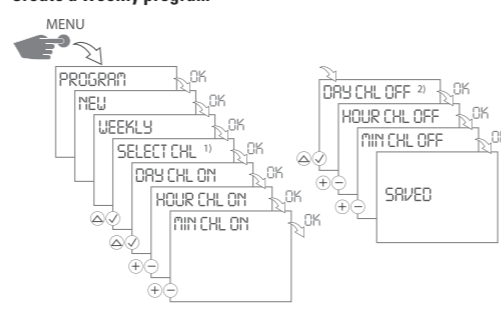 Create a weekly program
MENU
PROGRAM
OK
NEW
OK
WEEKLY
OK
SELECT CHL 1)
OK
DAY CHL ON
OK
HOUR CHL ON
OK
MIN CHL ON
OK
DAY CHL OFF 2)
OK
HOUR CHL OFF
OK
MIN CHL OFF
SAVED